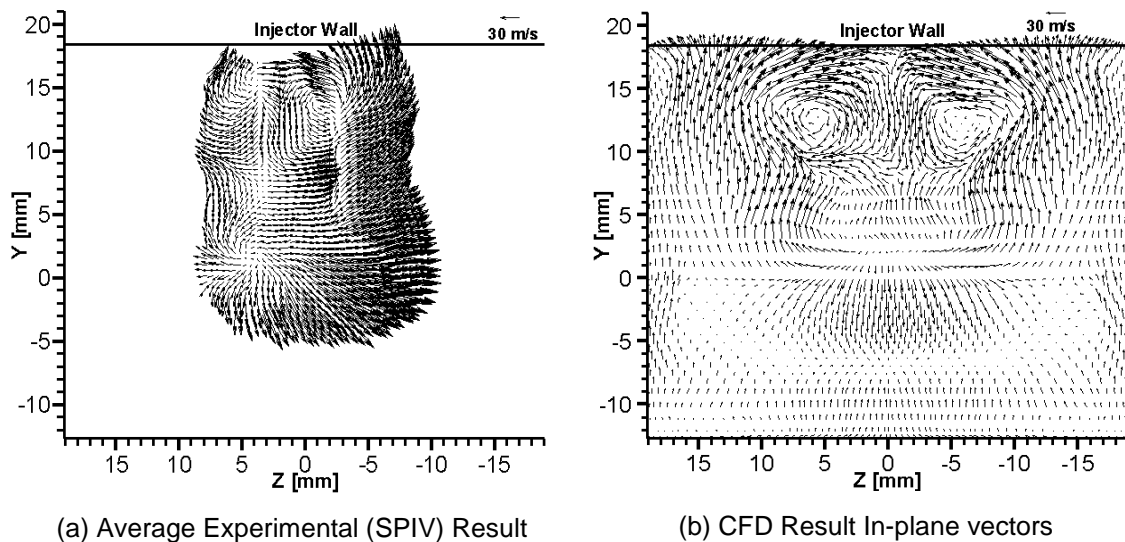 Injector Wall
30 m/s
20
15
10
5
0
-5
-10
Y [mm]
15 10 5 0 -5 -10 -15
Z [mm]
(a) Average Experimental (SPIV) Result
Injector Wall
30 m/s
20
15
10
5
0
-5
-10
Y [mm]
15 10 5 0 -5 -10 -15
Z [mm]
(b) CFD Result In-plane vectors